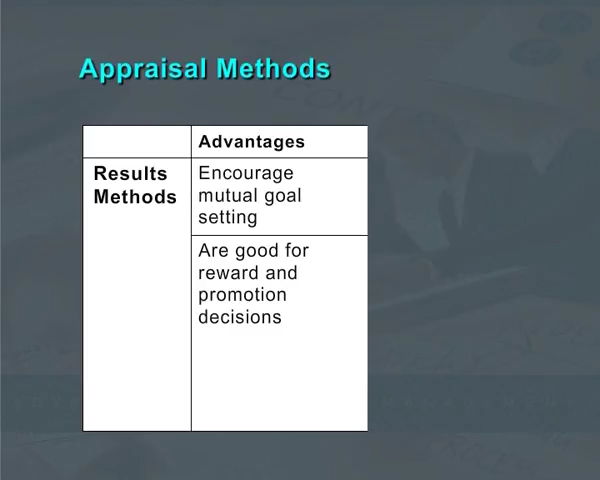 Appraisal Methods
Advantages
Results
Methods
Encourage
mutual goal
setting
Are good for
reward and
promotion
decisions